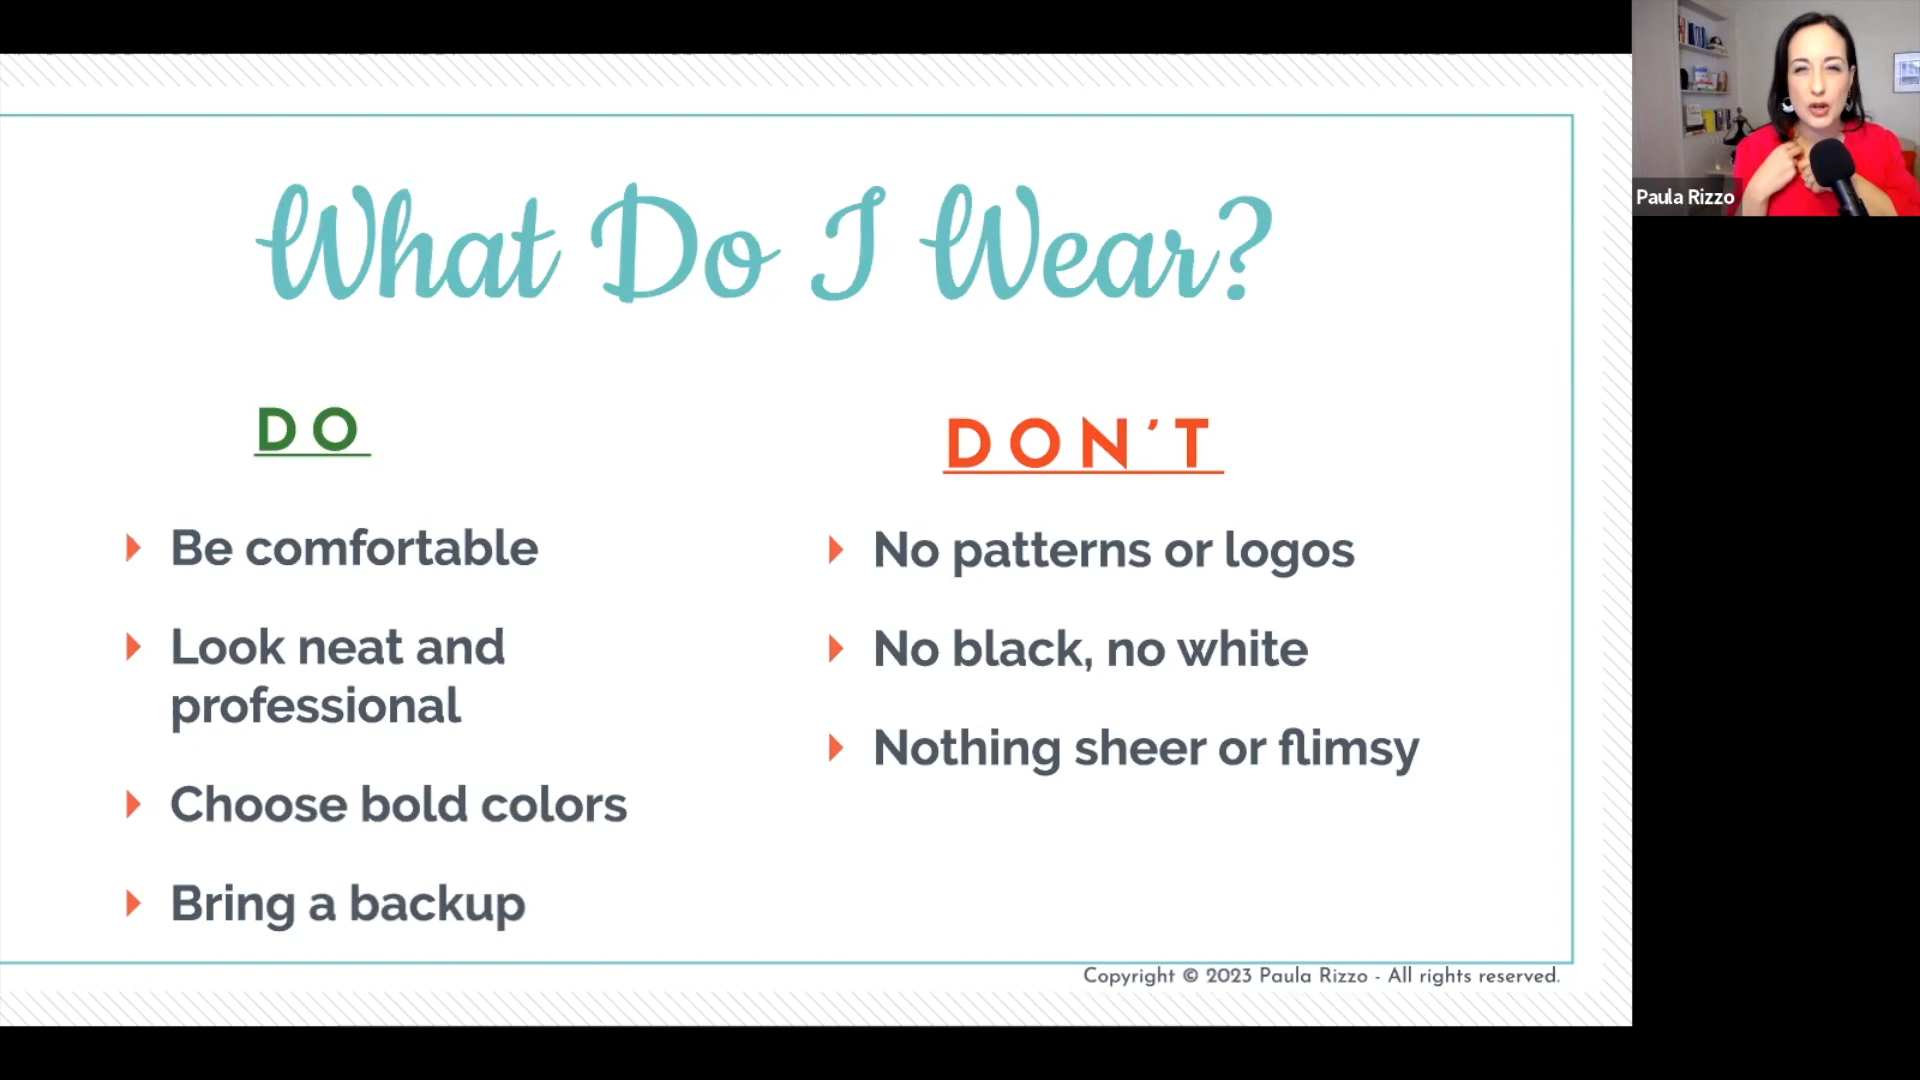 What Do I Wear?
DO
Be comfortable
Look neat and
professional
Choose bold colors
Bring a backup
DON'T
No patterns or logos
No black, no white
Nothing sheer or flimsy
Copyright © 2023 Paula Rizzo - All rights reserved.
Paula Rizzo